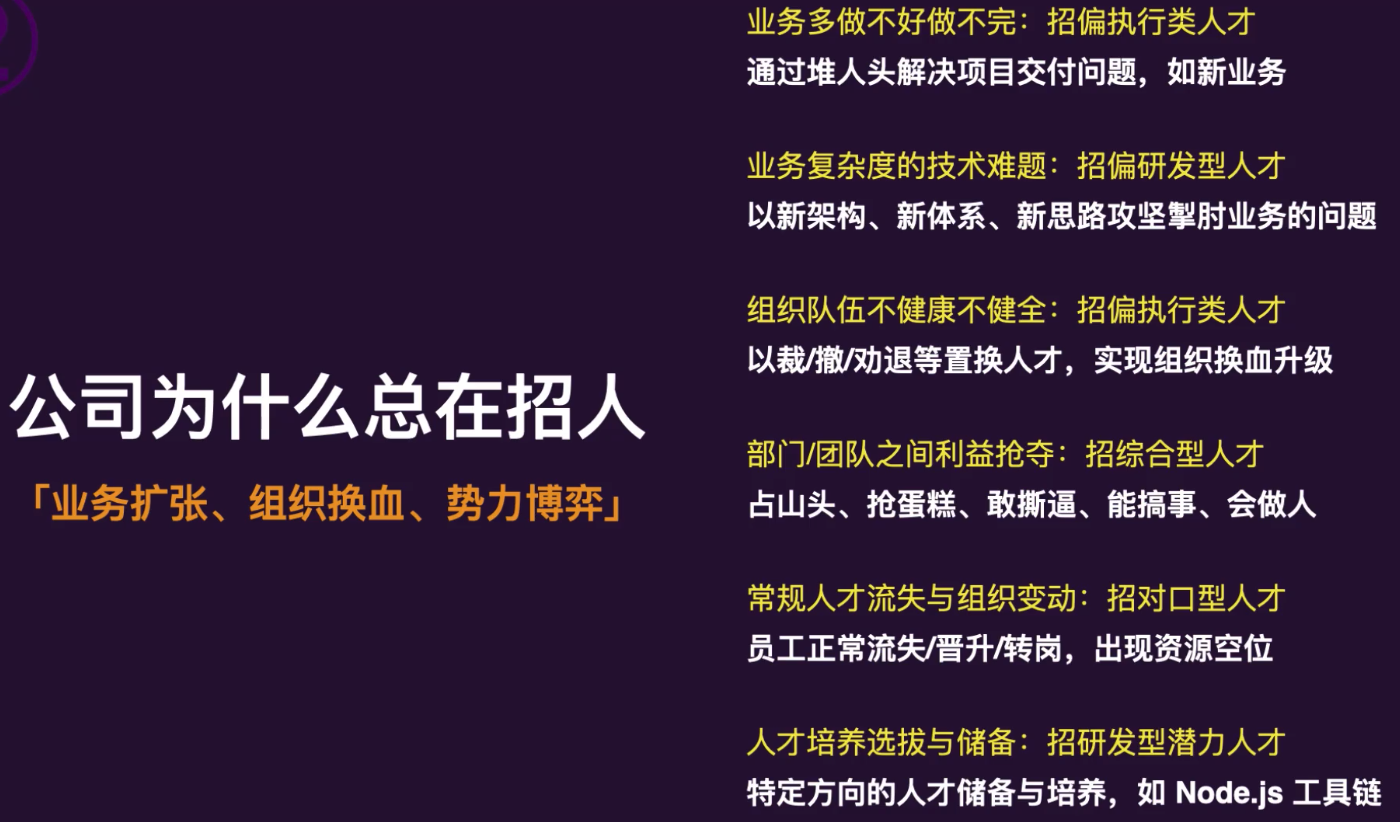 公司为什么总在招人
「业务扩张、组织换血、势力博弈」
业务多做不好做不完：招偏执行类人才
通过堆人头解决项目交付问题，如新业务
业务复杂度的技术难题：招偏研发型人才
以新架构、新体系、新思路攻坚掣肘业务的问题
组织队伍不健康不健全：招偏执行类人才
以裁/撤/劝退等置换人才，实现组织换血升级
部门/团队之间利益抢夺：招综合型人才
占山头、抢蛋糕、敢撕逼、能搞事、会做人
常规人才流失与组织变动：招对口型人才
员工正常流失/晋升/转岗，出现资源空位
人才培养选拔与储备：招研发型潜力人才
特定方向的人才储备与培养，如 Node.js 工具链